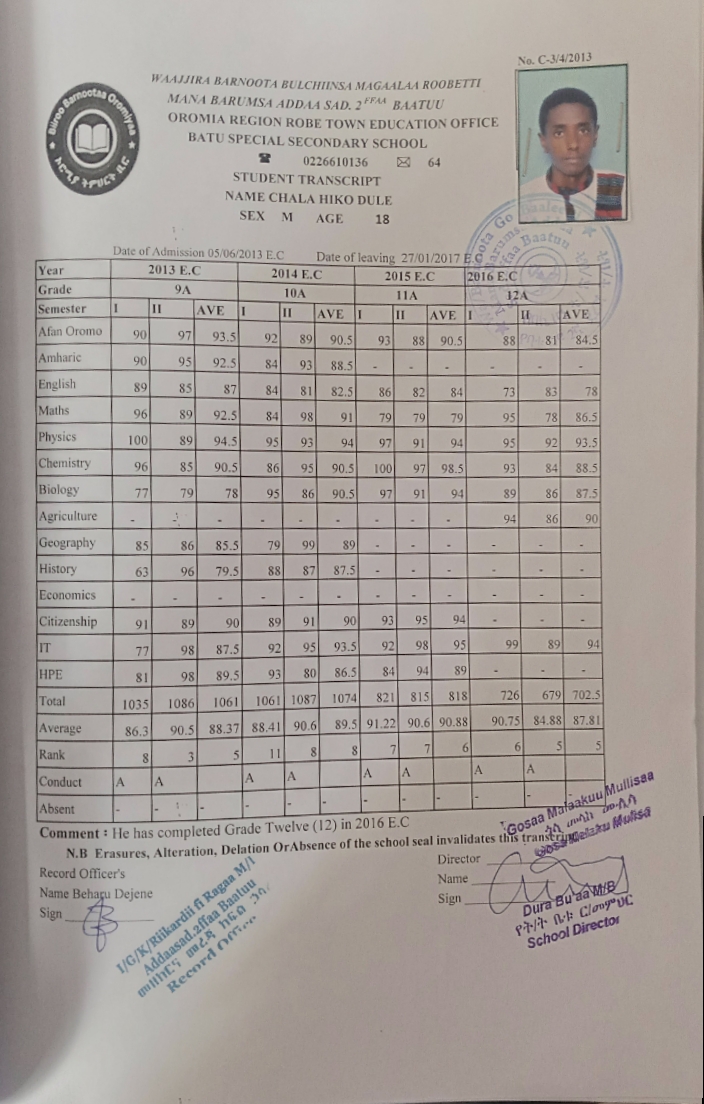 No. C-3/4/2013
WAAJJIRA BARNOOTA BULCHIINSA MAGAALAA ROOBETTI
MANA BARUMSA ADDAA SAD. 2FFAA BAATUU
OROMIA REGION ROBE TOWN EDUCATION OFFICE
BATU SPECIAL SECONDARY SCHOOL
☎ 0226610136 ✉ 64
STUDENT TRANSCRIPT
NAME CHALA HIKO DULE
SEX M AGE 18
Biiroo Barnootaa Oromiyaa
Date of Admission 05/06/2013 E.C Date of leaving 27/01/2017 E.C
Year 2013 E.C 2014 E.C 2015 E.C 2016 E.C
Grade 9A 10A 11A 12A
Semester I II AVE I II AVE I II AVE I II AVE
Afan Oromo 90 97 93.5 92 89 90.5 93 88 90.5 88 81 84.5
Amharic 90 95 92.5 84 93 88.5 - - - - - -
English 89 85 87 84 81 82.5 86 82 84 73 83 78
Maths 96 89 92.5 84 98 91 79 79 79 95 78 86.5
Physics 100 89 94.5 95 93 94 97 91 94 95 92 93.5
Chemistry 96 85 90.5 86 95 90.5 100 97 98.5 93 84 88.5
Biology 77 79 78 95 86 90.5 97 91 94 89 86 87.5
Agriculture - - - - - - - - - 94 86 90
Geography 85 86 85.5 79 99 89 - - - - - -
History 63 96 79.5 88 87 87.5 - - - - - -
Economics - - - - - - - - - - - -
Citizenship 91 89 90 89 91 90 93 95 94 - - -
IT 77 98 87.5 92 95 93.5 92 98 95 99 89 94
HPE 81 98 89.5 93 80 86.5 84 94 89 - - -
Total 1035 1086 1061 1061 1087 1074 821 815 818 726 679 702.5
Average 86.3 90.5 88.37 88.41 90.6 89.5 91.22 90.6 90.88 90.75 84.88 87.81
Rank 8 3 5 11 8 8 7 7 6 6 5 5
Conduct A A A A A A A A
Absent - - - - - - - - - - - -
Comment : He has completed Grade Twelve (12) in 2016 E.C
N.B Erasures, Alteration, Delation OrAbsence of the school seal invalidates this transcript
Record Officer's
Name Beharu Dejene
Sign
I/G/K/Riikardii fi Ragaa M/1
Addaasad.2ffaa Baatuu
Record Officer
Director
Name
Sign
Gosaa Malaakuu Mullisaa
Dura Bu'aa M/B
School Director